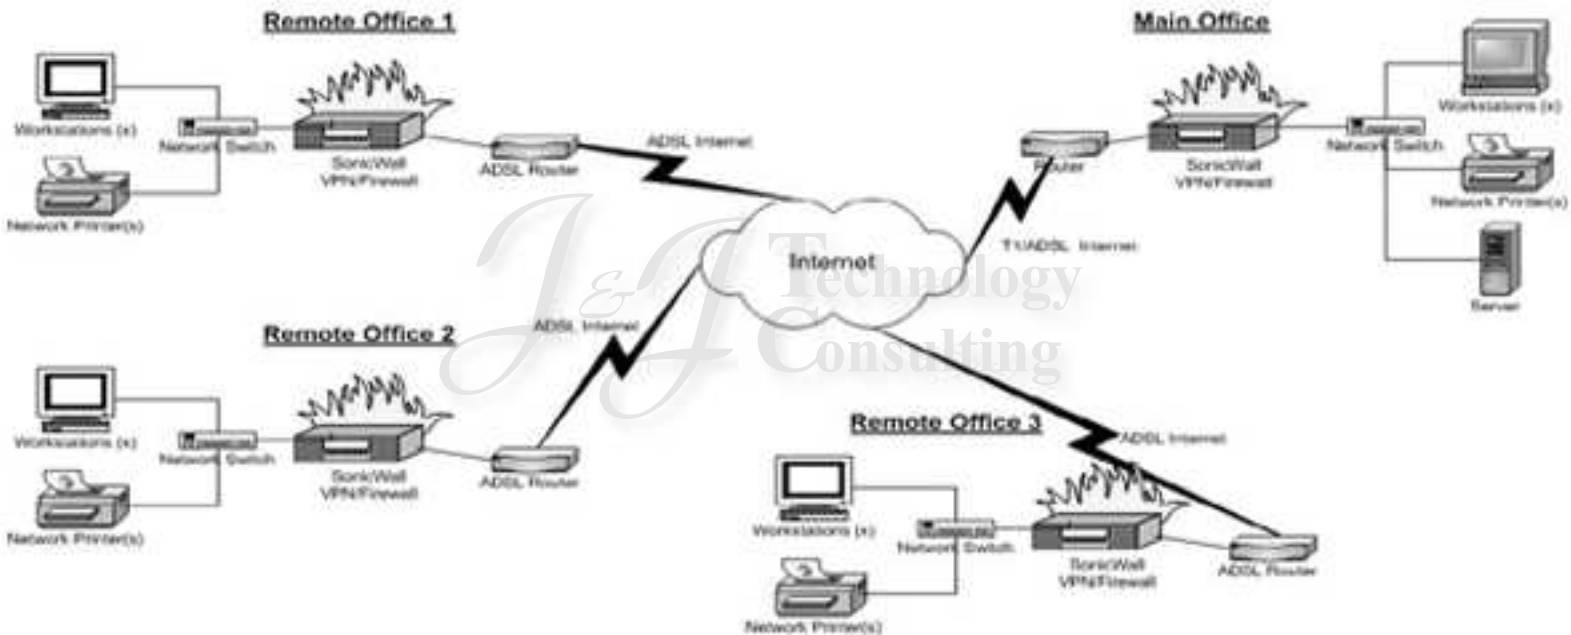 Remote Office 1
Workstations (x)
Network Switch
SonicWall
VPN/Firewall
ADSL Router
Network Printer(s)
ADSL Internet
Main Office
Router
SonicWall
VPN/Firewall
Network Switch
Workstations (x)
Network Printer(s)
Server
T1/ADSL Internet
Internet
J&J Technology
Consulting
Remote Office 2
ADSL Internet
Workstations (x)
Network Switch
SonicWall
VPN/Firewall
ADSL Router
Network Printer(s)
Remote Office 3
ADSL Internet
Workstations (x)
Network Switch
SonicWall
VPN/Firewall
ADSL Router
Network Printer(s)